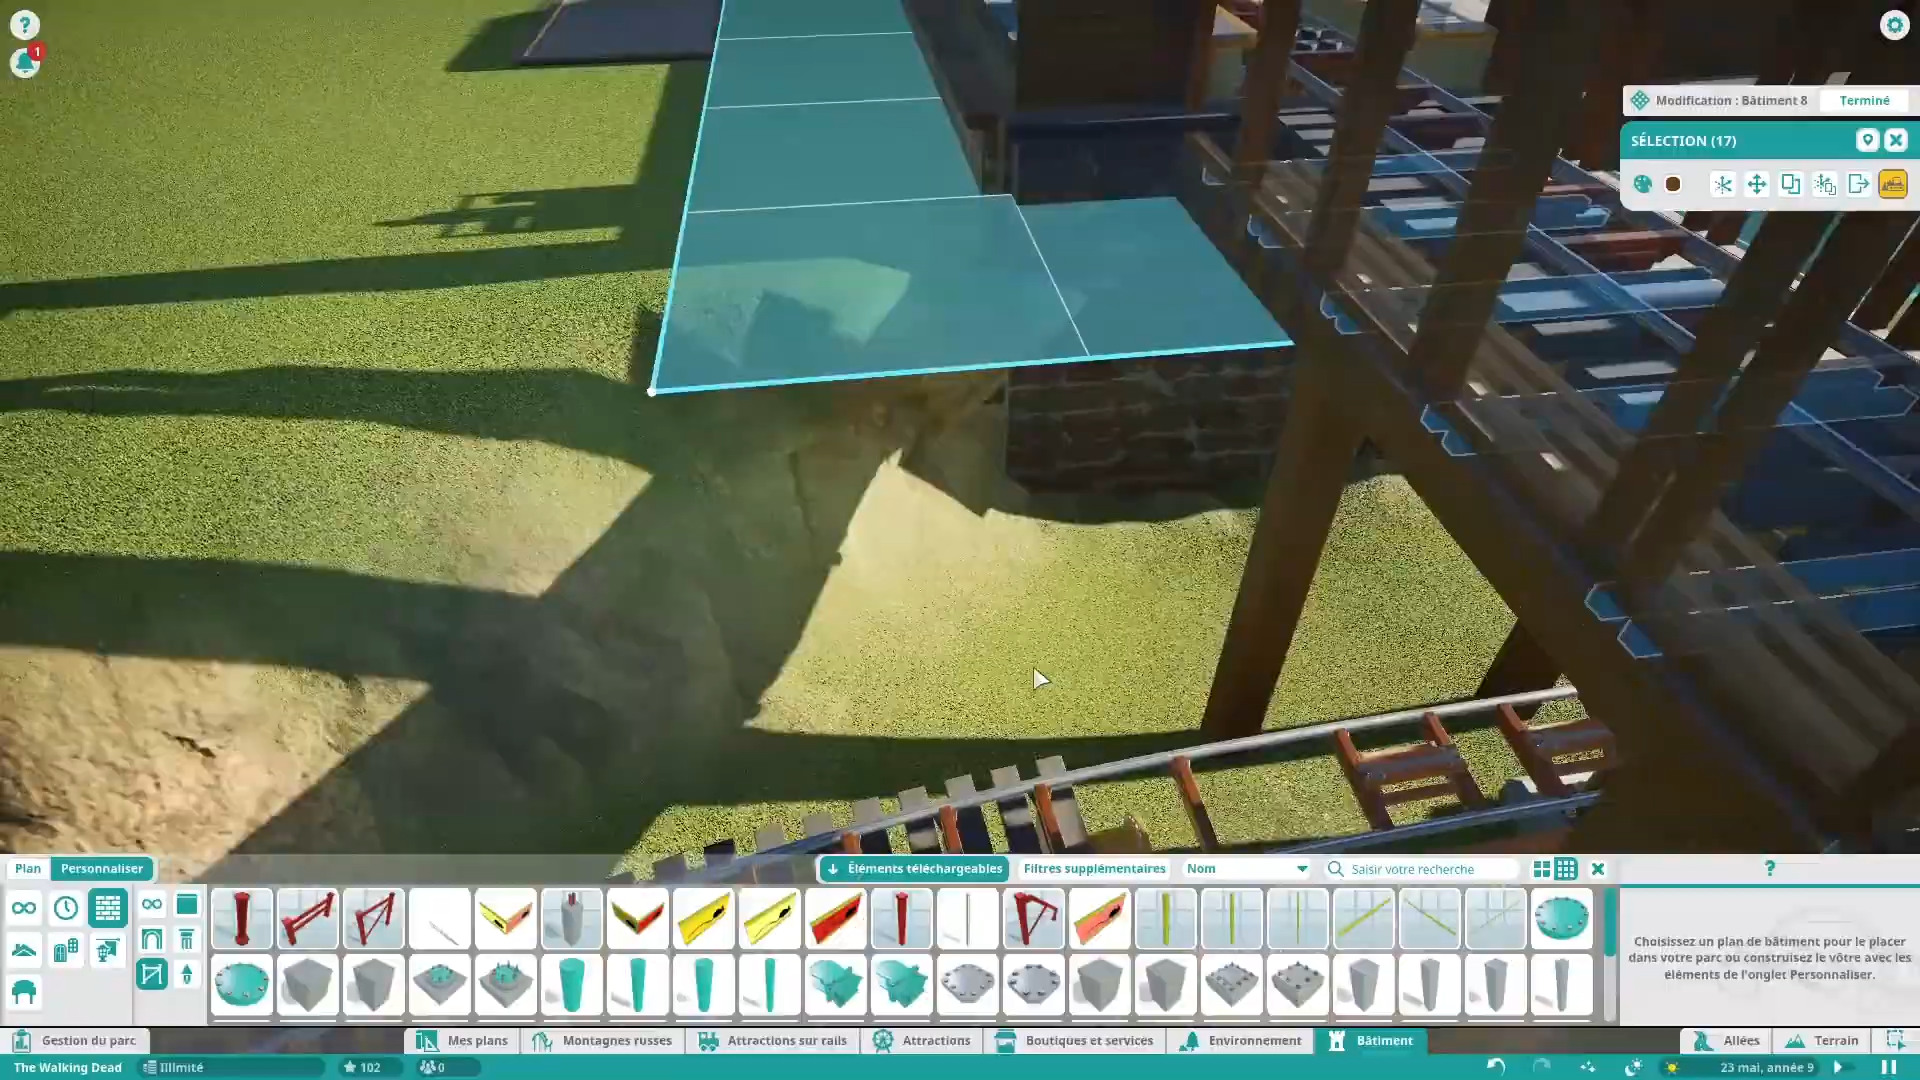 ?
1
Modification : Bâtiment 8
Terminé
SÉLECTION (17)
Plan
Personnaliser
Éléments téléchargeables
Filtres supplémentaires
Nom
Saisir votre recherche
?
Choisissez un plan de bâtiment pour le placer
dans votre parc ou construisez le vôtre avec les
éléments de l'onglet Personnaliser.
Gestion du parc
Mes plans
Montagnes russes
Attractions sur rails
Attractions
Boutiques et services
Environnement
Bâtiment
Allées
Terrain
The Walking Dead
Illimité
102
0
23 mai, année 9